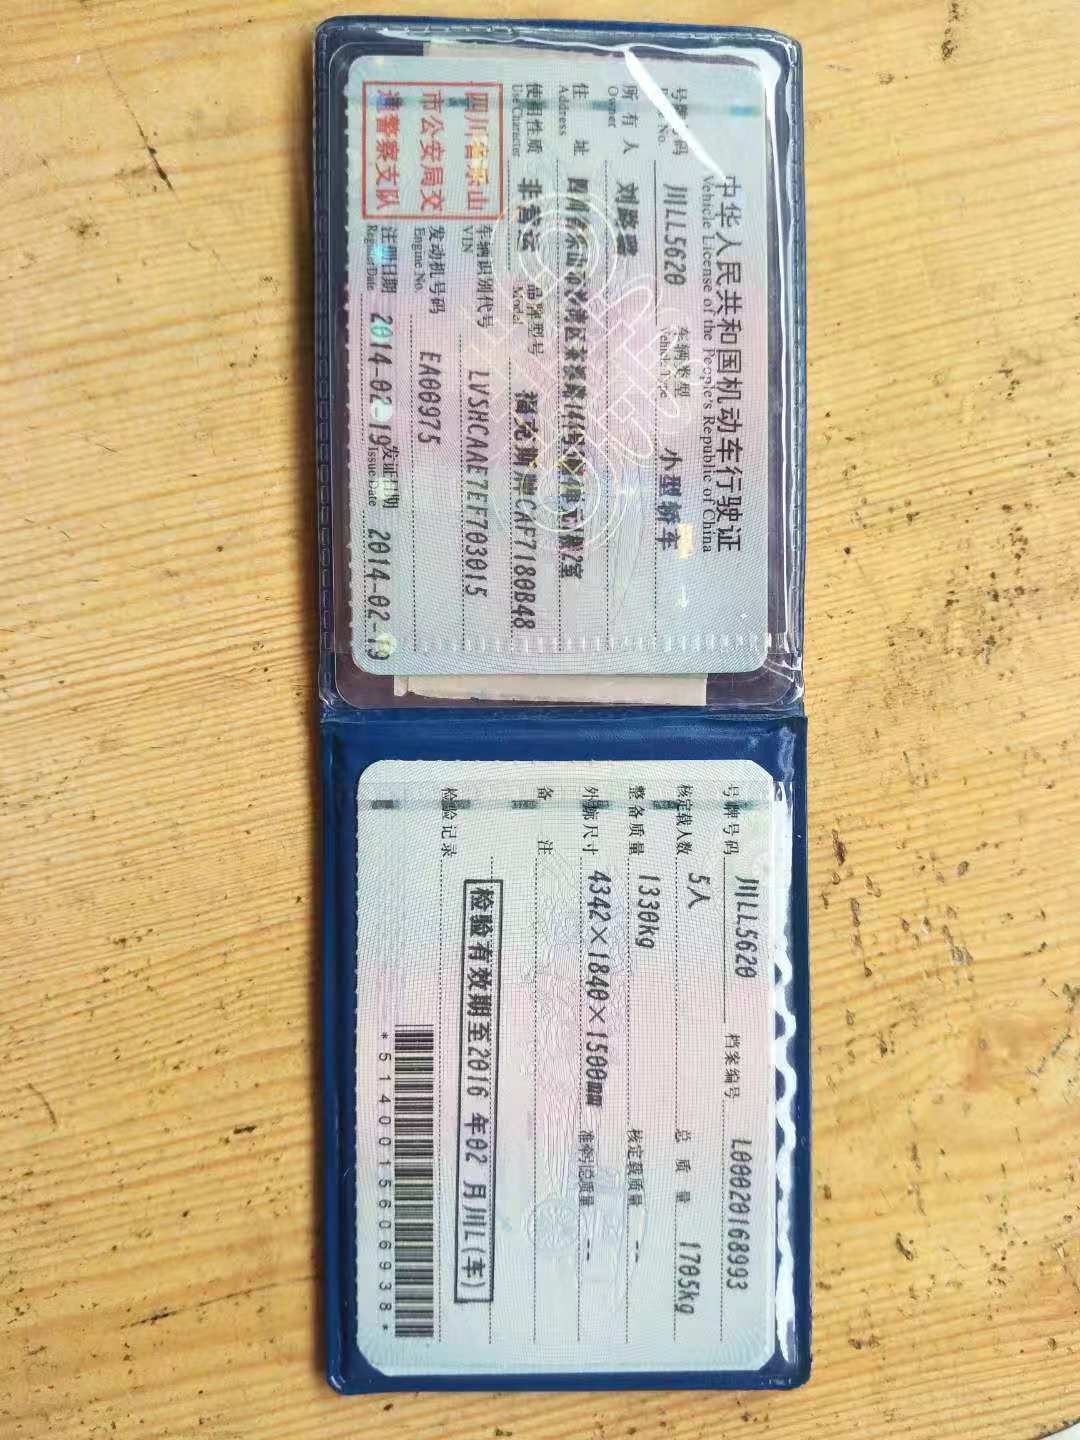 中华人民共和国机动车行驶证
Vehicle License of the People's Republic of China
号牌号码 川LL5620 车辆类型 小型轿车
Plate No. Vehicle Type
所有人
Owner
住址
Address
使用性质 非营运 品牌型号 福克斯牌CAF7180B48
Use Character Model
四川省乐山
市公安局交
通警察支队
车辆识别代号 LVSHCAAE7EF703015
VIN
发动机号码 EA00975
Engine No.
注册日期 2014-02-19 发证日期 2014-02-19
Register Date Issue Date
号牌号码 川LL5620 档案编号 L00020168993
核定载人数 5人 总质量 1705kg
整备质量 1330kg 核定载质量 --
外廓尺寸 4342×1840×1500mm 准牵引总质量 --
备注
检验记录 检验有效期至2016年02月川L(车)
*5140015606938*